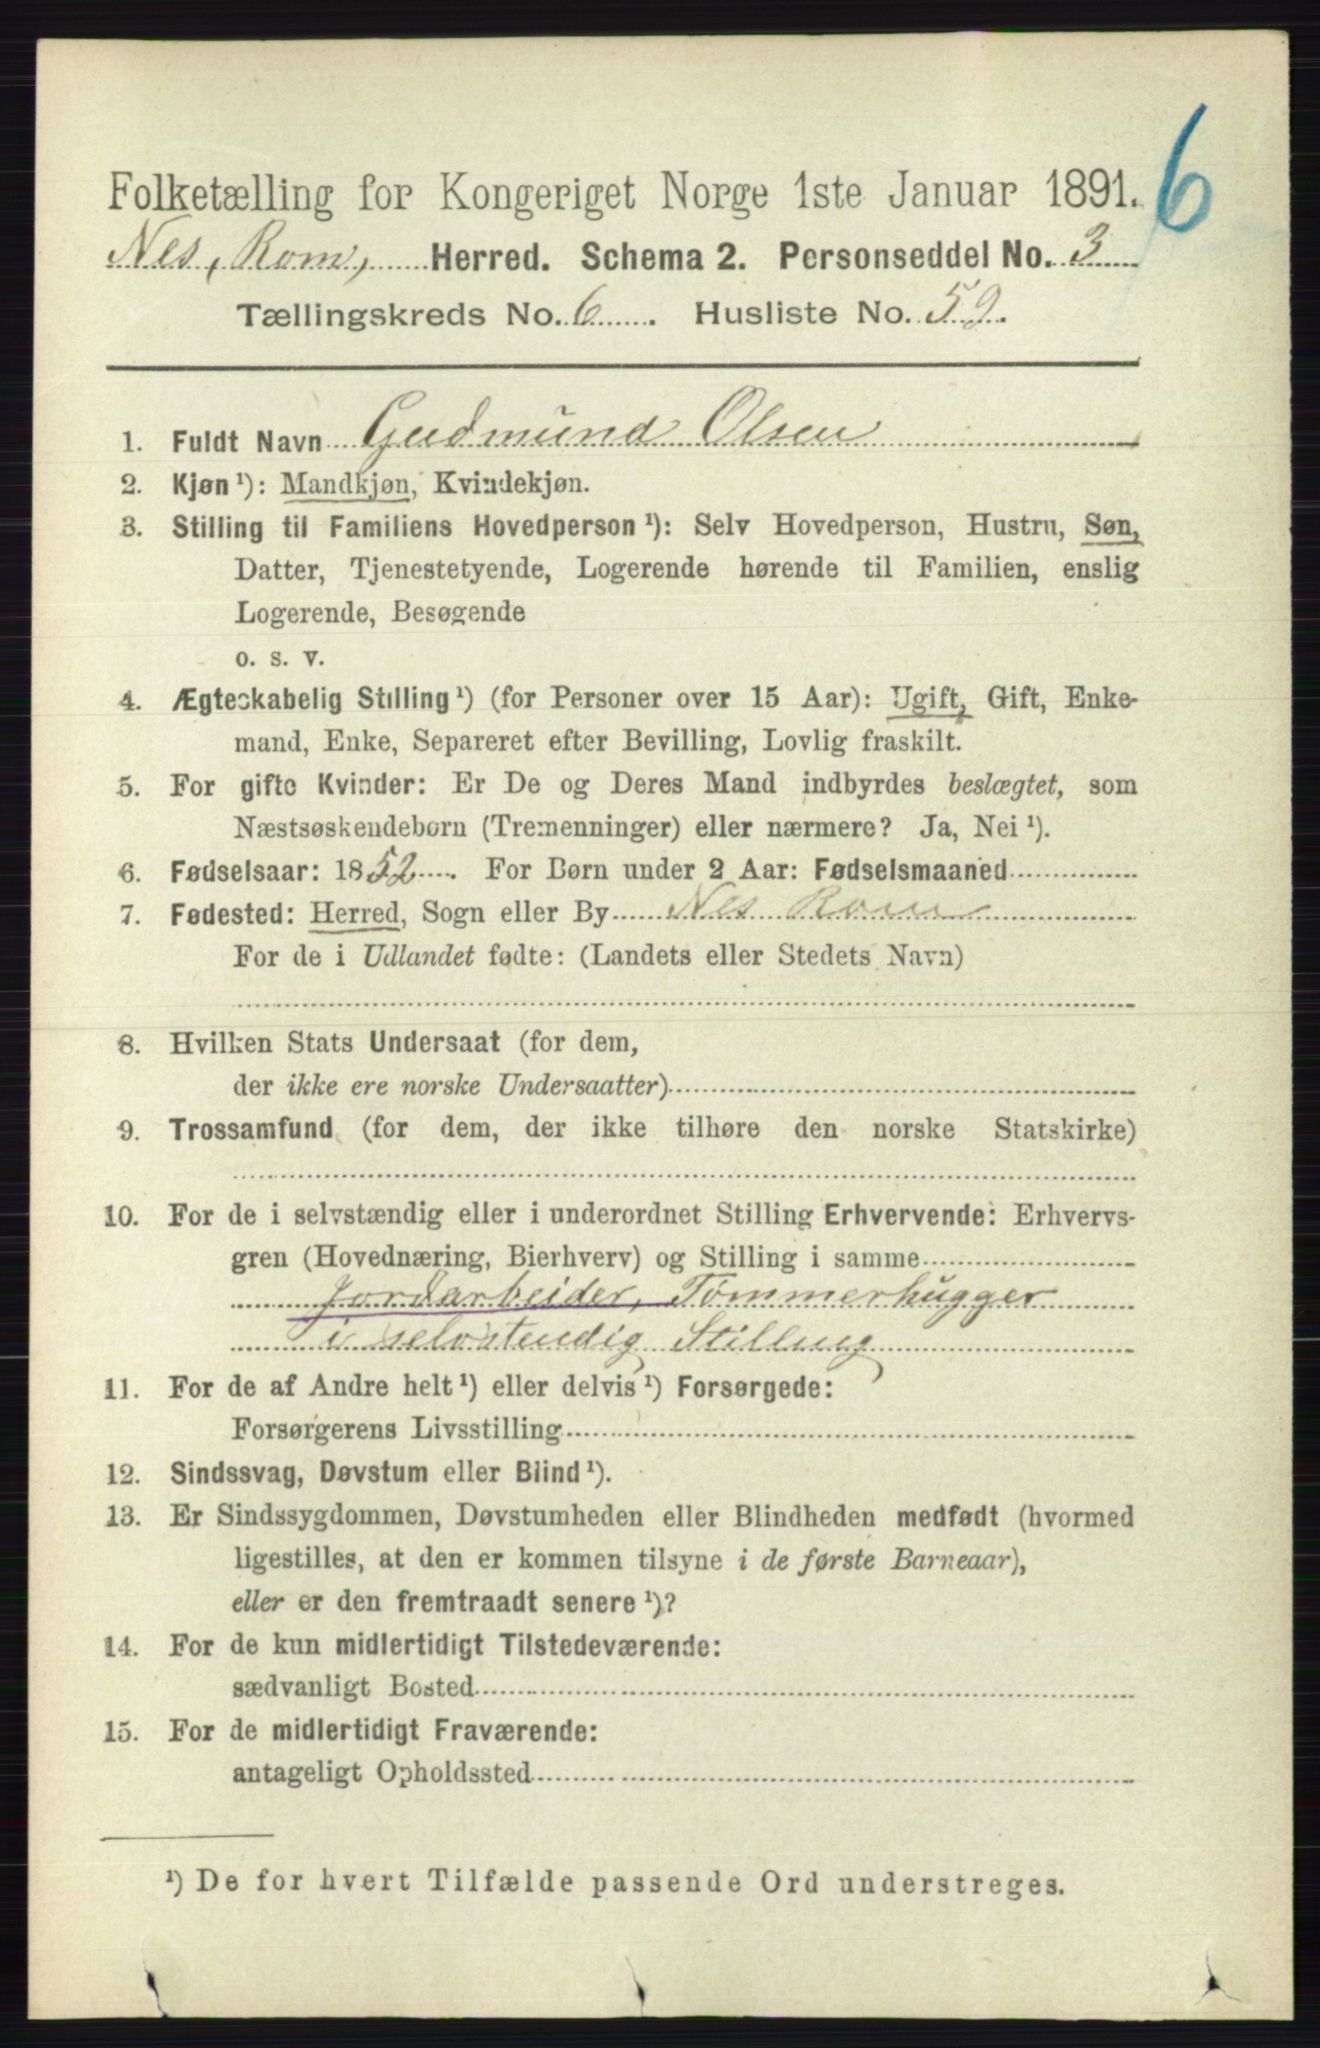 6
Folketælling for Kongeriget Norge 1ste Januar 1891.
Nes, Rom, Herred. Schema 2. Personseddel No. 3
Tællingskreds No. 6. Husliste No. 59.
1. Fuldt Navn Gudmund Olsen
2. Kjøn ¹): Mandkjøn, Kvindekjøn.
3. Stilling til Familiens Hovedperson ¹): Selv Hovedperson, Hustru, Søn,
Datter, Tjenestetyende, Logerende hørende til Familien, enslig
Logerende, Besøgende
o. s. v.
4. Ægteskabelig Stilling ¹) (for Personer over 15 Aar): Ugift, Gift, Enke-
mand, Enke, Separeret efter Bevilling, Lovlig fraskilt.
5. For gifte Kvinder: Er De og Deres Mand indbyrdes beslægtet, som
Næstsøskendebørn (Tremenninger) eller nærmere? Ja, Nei ¹).
6. Fødselsaar: 1852. For Børn under 2 Aar: Fødselsmaaned
7. Fødested: Herred, Sogn eller By Nes Rom
For de i Udlandet fødte: (Landets eller Stedets Navn)
8. Hvilken Stats Undersaat (for dem,
der ikke ere norske Undersaatter)
9. Trossamfund (for dem, der ikke tilhøre den norske Statskirke)
10. For de i selvstændig eller i underordnet Stilling Erhvervende: Erhvervs-
gren (Hovednæring, Bierhverv) og Stilling i samme
Jordarbeider, Tømmerhugger
i selvstendig Stilling
11. For de af Andre helt ¹) eller delvis ¹) Forsørgede:
Forsørgerens Livsstilling
12. Sindssvag, Døvstum eller Blind ¹).
13. Er Sindssygdommen, Døvstumheden eller Blindheden medfødt (hvormed
ligestilles, at den er kommen tilsyne i de første Barneaar),
eller er den fremtraadt senere ¹)?
14. For de kun midlertidigt Tilstedeværende:
sædvanligt Bosted
15. For de midlertidigt Fraværende:
antageligt Opholdssted
¹) De for hvert Tilfælde passende Ord understreges.